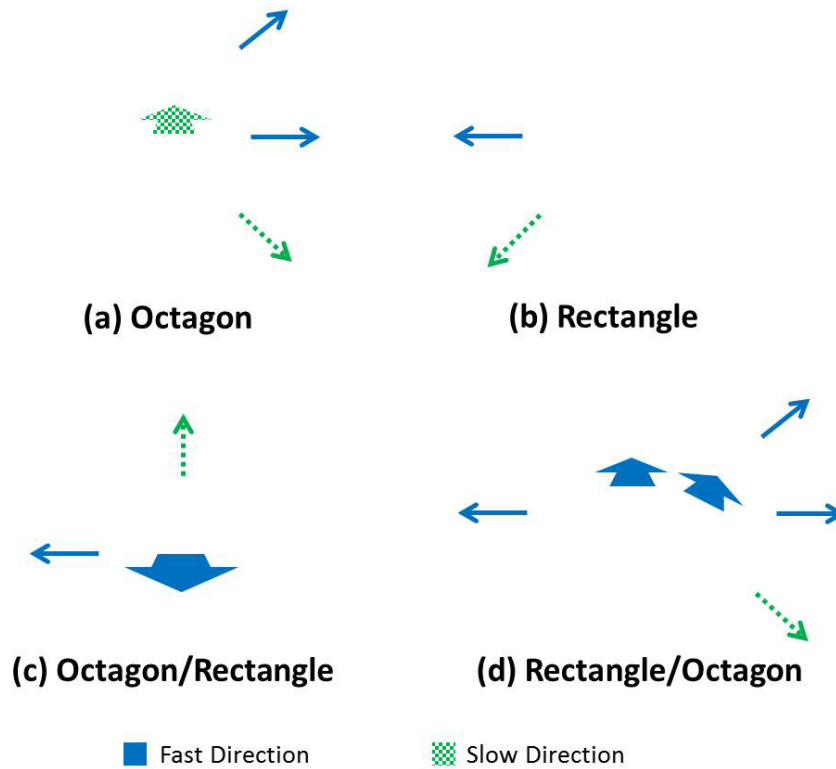 (a) Octagon
(b) Rectangle
(c) Octagon/Rectangle
(d) Rectangle/Octagon
Fast Direction
Slow Direction